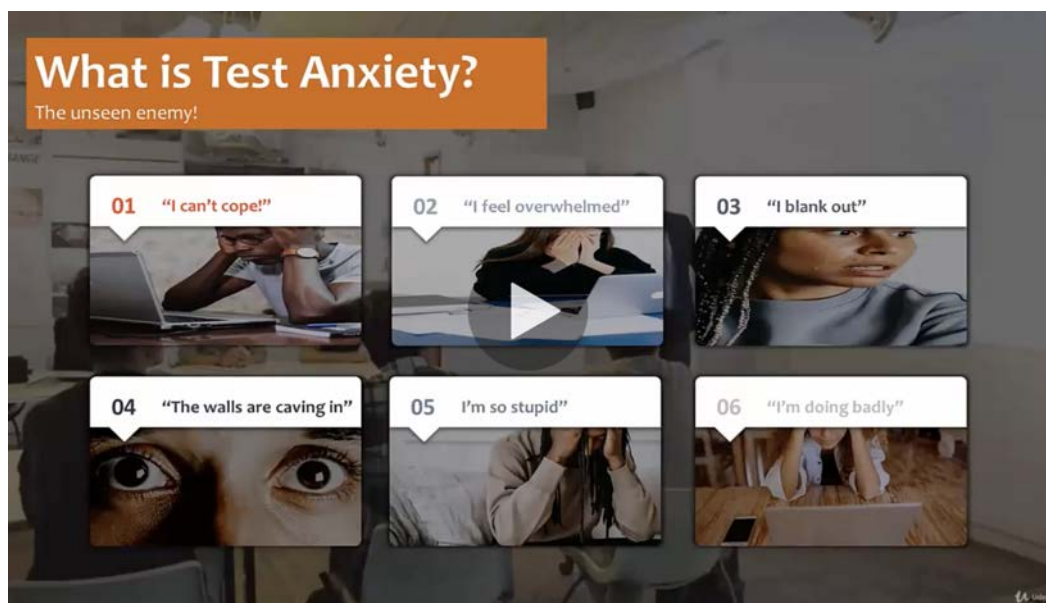 What is Test Anxiety?
The unseen enemy!
01 “I can’t cope!”
02 “I feel overwhelmed”
03 “I blank out”
04 “The walls are caving in”
05 I’m so stupid”
06 “I’m doing badly”